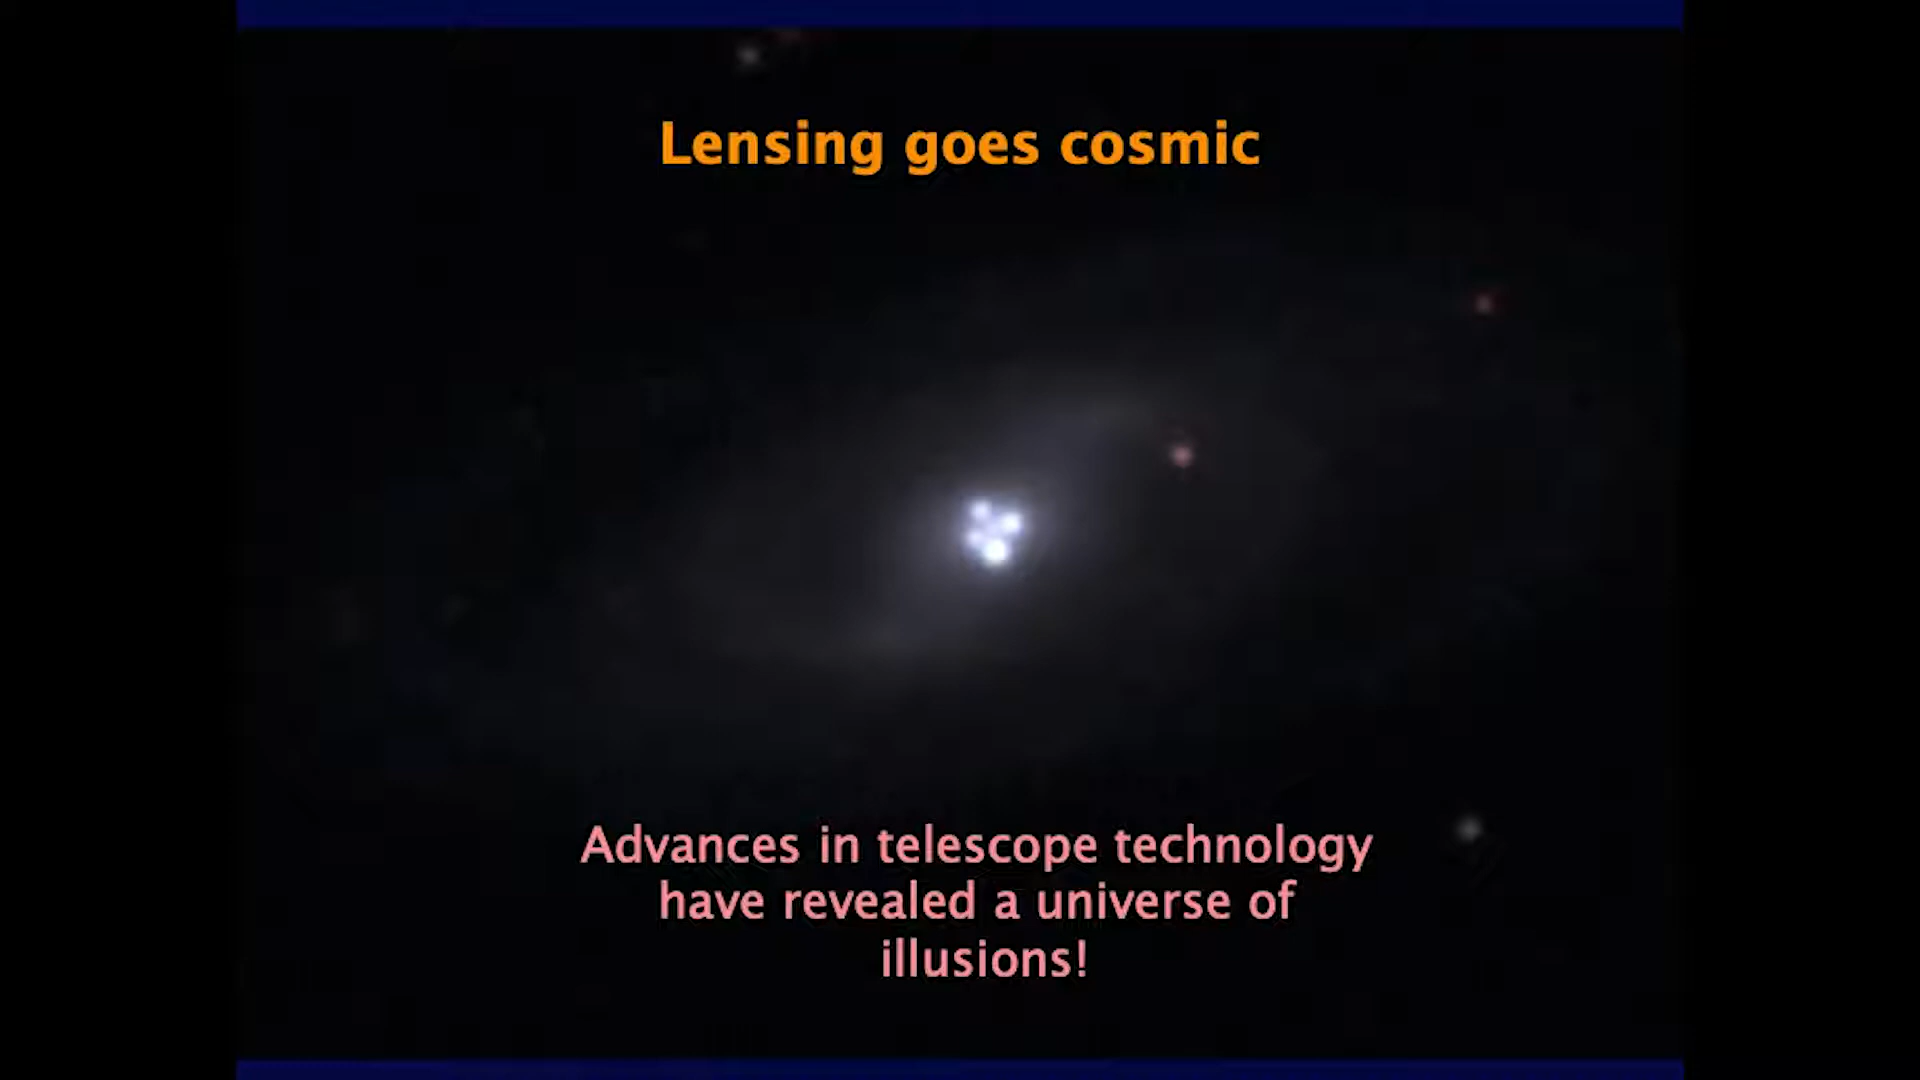 Lensing goes cosmic
Advances in telescope technology
have revealed a universe of
illusions!